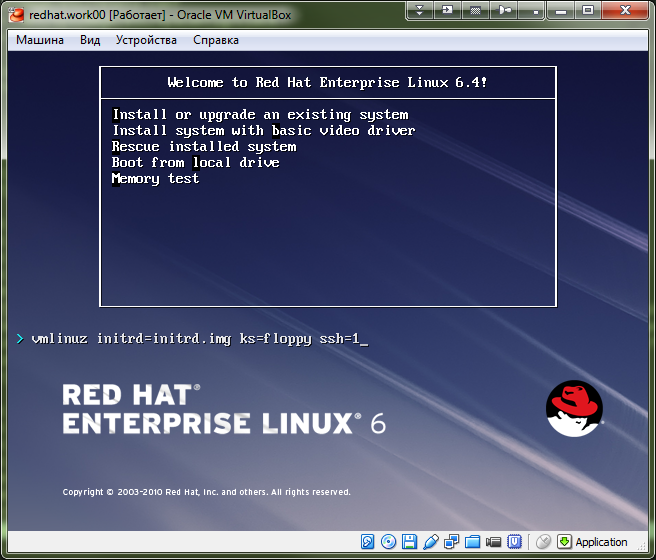 redhat.work00 [Работает] - Oracle VM VirtualBox
Машина Вид Устройства Справка
Welcome to Red Hat Enterprise Linux 6.4!
Install or upgrade an existing system
Install system with basic video driver
Rescue installed system
Boot from local drive
Memory test
> vmlinuz initrd=initrd.img ks=floppy ssh=1_
RED HAT®
ENTERPRISE LINUX® 6
Copyright © 2003-2010 Red Hat, Inc. and others. All rights reserved.
Application